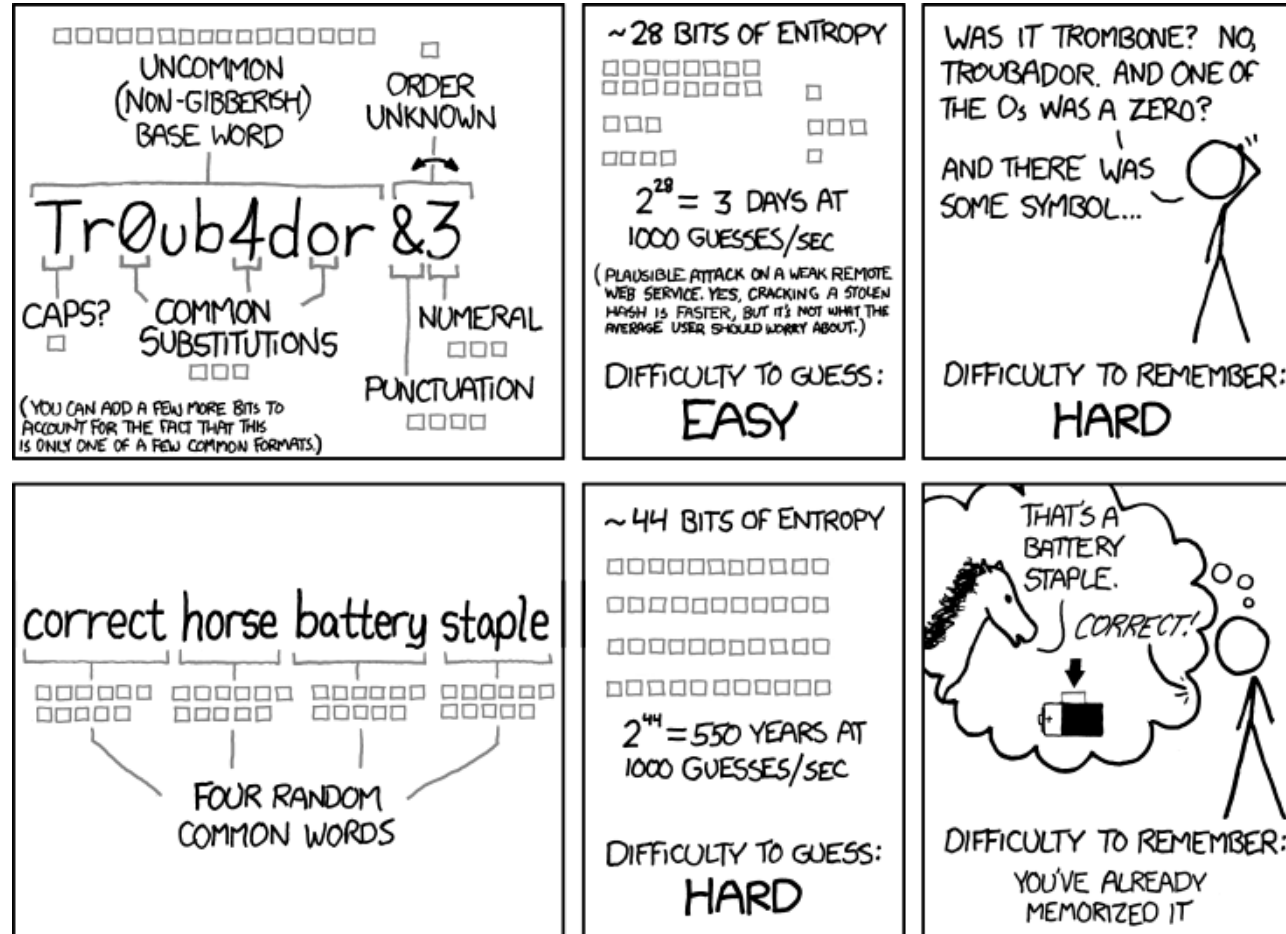 UNCOMMON
(NON-GIBBERISH)
BASE WORD
ORDER
UNKNOWN
Tr0ub4dor &3
CAPS?
COMMON
SUBSTITUTIONS
NUMERAL
PUNCTUATION
(YOU CAN ADD A FEW MORE BITS TO
ACCOUNT FOR THE FACT THAT THIS
IS ONLY ONE OF A FEW COMMON FORMATS.)
~28 BITS OF ENTROPY
2^28 = 3 DAYS AT
1000 GUESSES/SEC
(PLAUSIBLE ATTACK ON A WEAK REMOTE
WEB SERVICE. YES, CRACKING A STOLEN
HASH IS FASTER, BUT IT'S NOT WHAT THE
AVERAGE USER SHOULD WORRY ABOUT.)
DIFFICULTY TO GUESS:
EASY
WAS IT TROMBONE? NO,
TROUBADOR. AND ONE OF
THE Os WAS A ZERO?
AND THERE WAS
SOME SYMBOL...
DIFFICULTY TO REMEMBER:
HARD
correct horse battery staple
FOUR RANDOM
COMMON WORDS
~44 BITS OF ENTROPY
2^44 = 550 YEARS AT
1000 GUESSES/SEC
DIFFICULTY TO GUESS:
HARD
THAT'S A
BATTERY
STAPLE.
CORRECT!
+
DIFFICULTY TO REMEMBER:
YOU'VE ALREADY
MEMORIZED IT